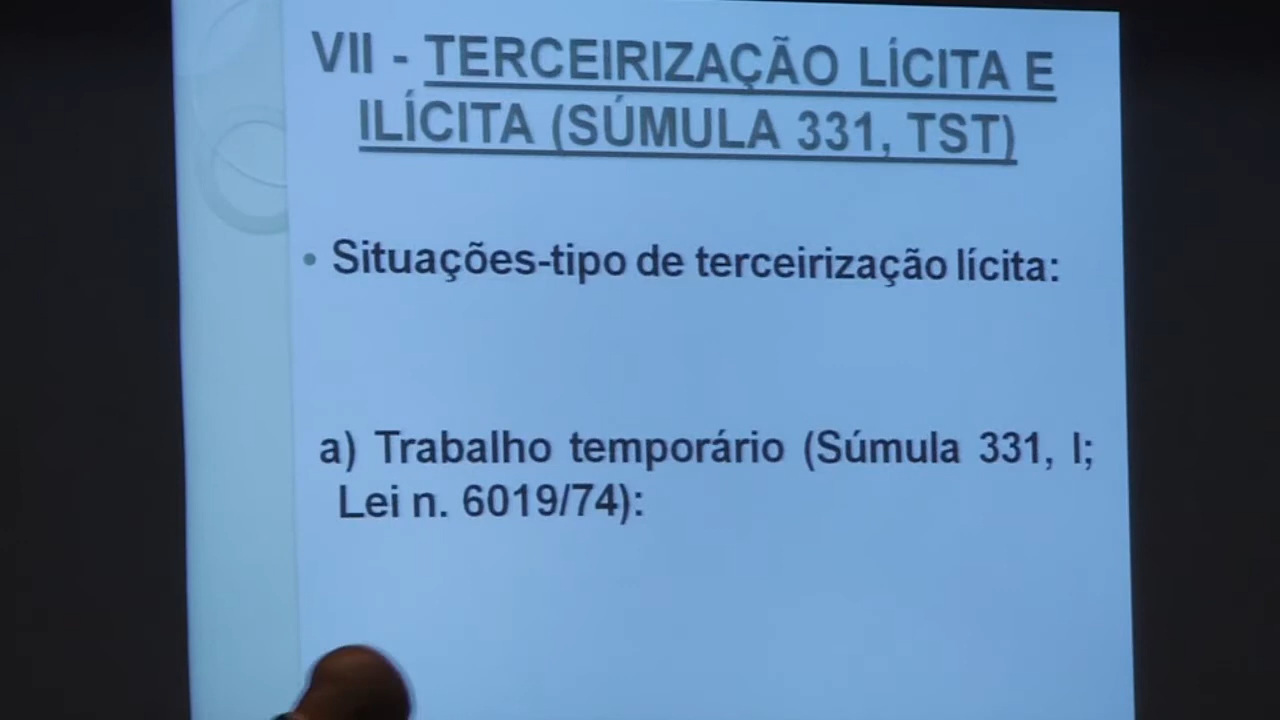 VII - TERCEIRIZAÇÃO LÍCITA E
ILÍCITA (SÚMULA 331, TST)
• Situações-tipo de terceirização lícita:
a) Trabalho temporário (Súmula 331, I;
Lei n. 6019/74):